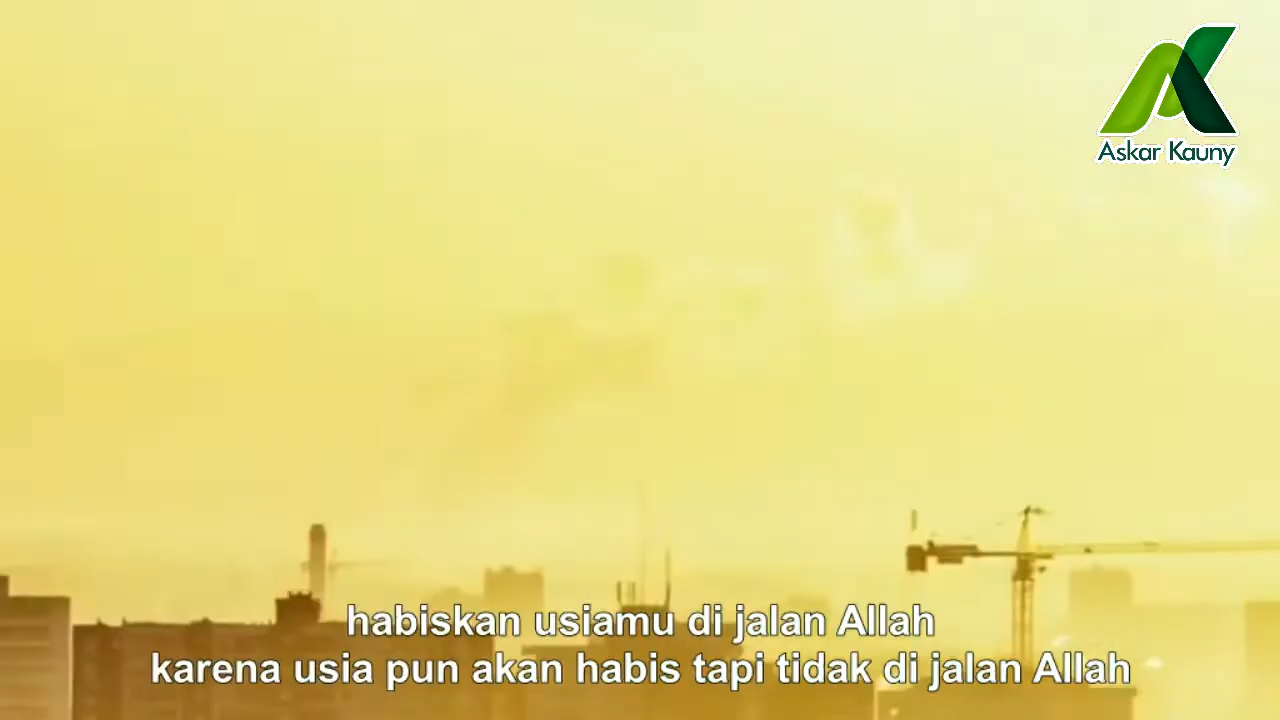 Askar Kauny
habiskan usiamu di jalan Allah
karena usia pun akan habis tapi tidak di jalan Allah